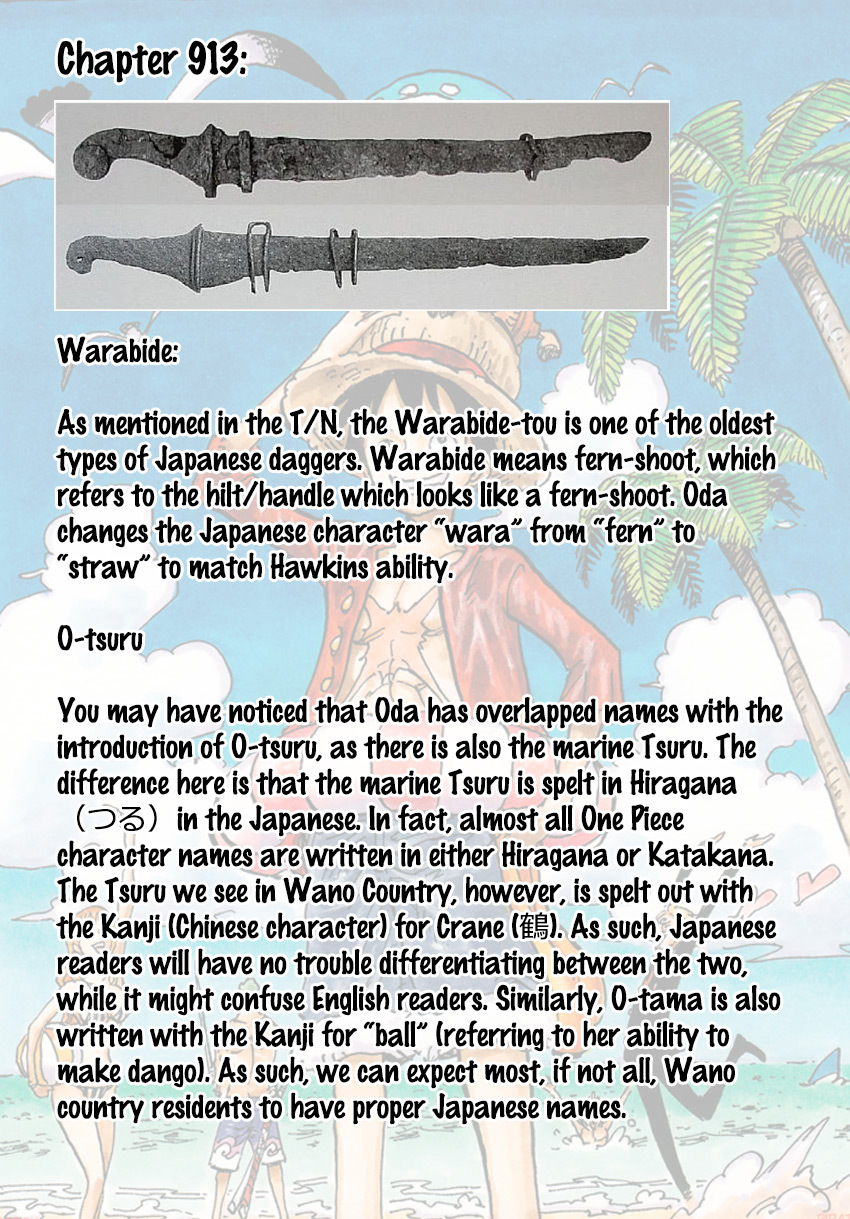 Chapter 913:
Warabide:
As mentioned in the T/N, the Warabide-tou is one of the oldest
types of Japanese daggers. Warabide means fern-shoot, which
refers to the hilt/handle which looks like a fern-shoot. Oda
changes the Japanese character “wara” from “fern” to
“straw” to match Hawkins ability.
O-tsuru
You may have noticed that Oda has overlapped names with the
introduction of O-tsuru, as there is also the marine Tsuru. The
difference here is that the marine Tsuru is spelt in Hiragana
（つる）in the Japanese. In fact, almost all One Piece
character names are written in either Hiragana or Katakana.
The Tsuru we see in Wano Country, however, is spelt out with
the Kanji (Chinese character) for Crane (鶴). As such, Japanese
readers will have no trouble differentiating between the two,
while it might confuse English readers. Similarly, O-tama is also
written with the Kanji for “ball” (referring to her ability to
make dango). As such, we can expect most, if not all, Wano
country residents to have proper Japanese names.